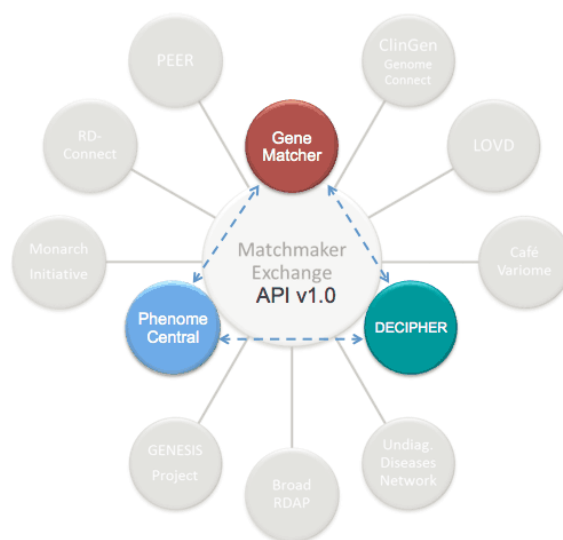 PEER
ClinGen
Genome
Connect
RD-
Connect
Gene
Matcher
LOVD
Monarch
Initiative
Matchmaker
Exchange
API v1.0
Café
Variome
Phenome
Central
DECIPHER
GENESIS
Project
Broad
RDAP
Undiag.
Diseases
Network